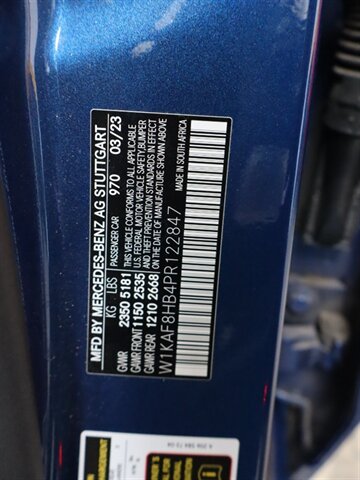 MFD BY MERCEDES-BENZ AG STUTTGART
PASSENGER CAR 970 03/23
KG LBS
GVWR 2350 5181
GAWR FRONT 1150 2535
GAWR REAR 1210 2668
THIS VEHICLE CONFORMS TO ALL APPLICABLE
U.S. FEDERAL MOTOR VEHICLE SAFETY/BUMPER
AND THEFT PREVENTION STANDARDS IN EFFECT
ON THE DATE OF MANUFACTURE SHOWN ABOVE
W1KAF8HB4PR122847
MADE IN SOUTH AFRICA